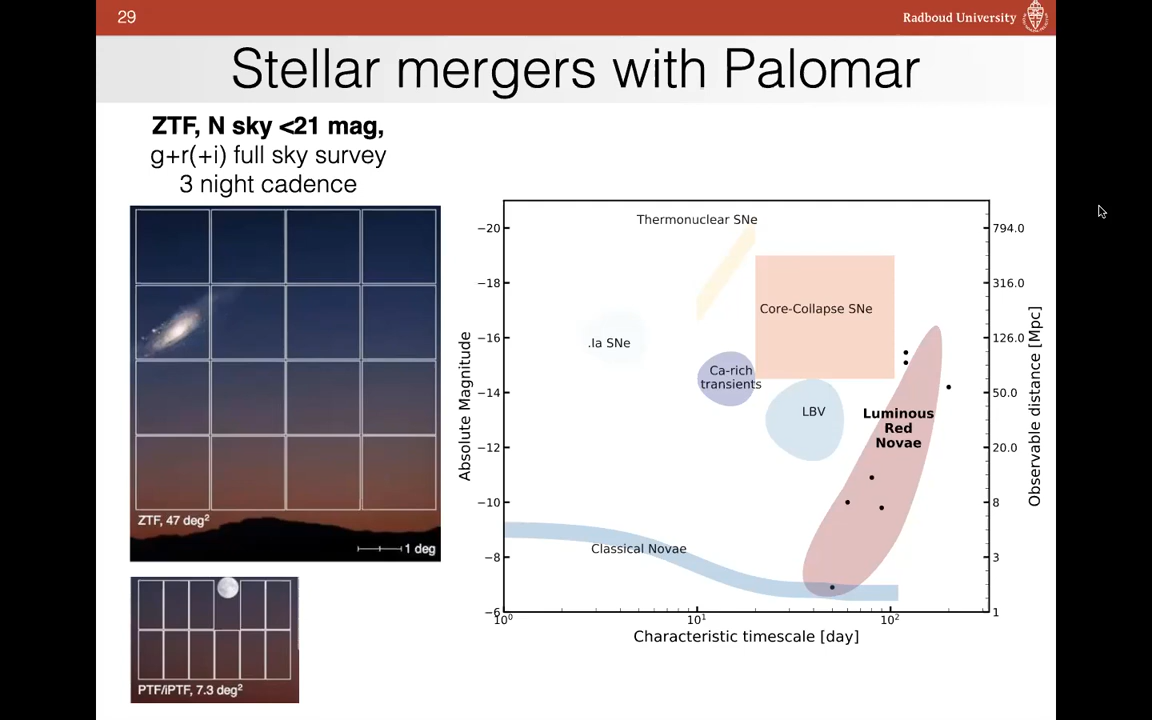 29
Radboud University
Stellar mergers with Palomar
ZTF, N sky <21 mag,
g+r(+i) full sky survey
3 night cadence
ZTF, 47 deg²
1 deg
PTF/iPTF, 7.3 deg²
Absolute Magnitude
−20
−18
−16
−14
−12
−10
−8
−6
Thermonuclear SNe
Core-Collapse SNe
.Ia SNe
Ca-rich
transients
LBV
Luminous
Red
Novae
Classical Novae
794.0
316.0
126.0
50.0
20.0
8
3
1
Observable distance [Mpc]
10⁰
10¹
10²
Characteristic timescale [day]